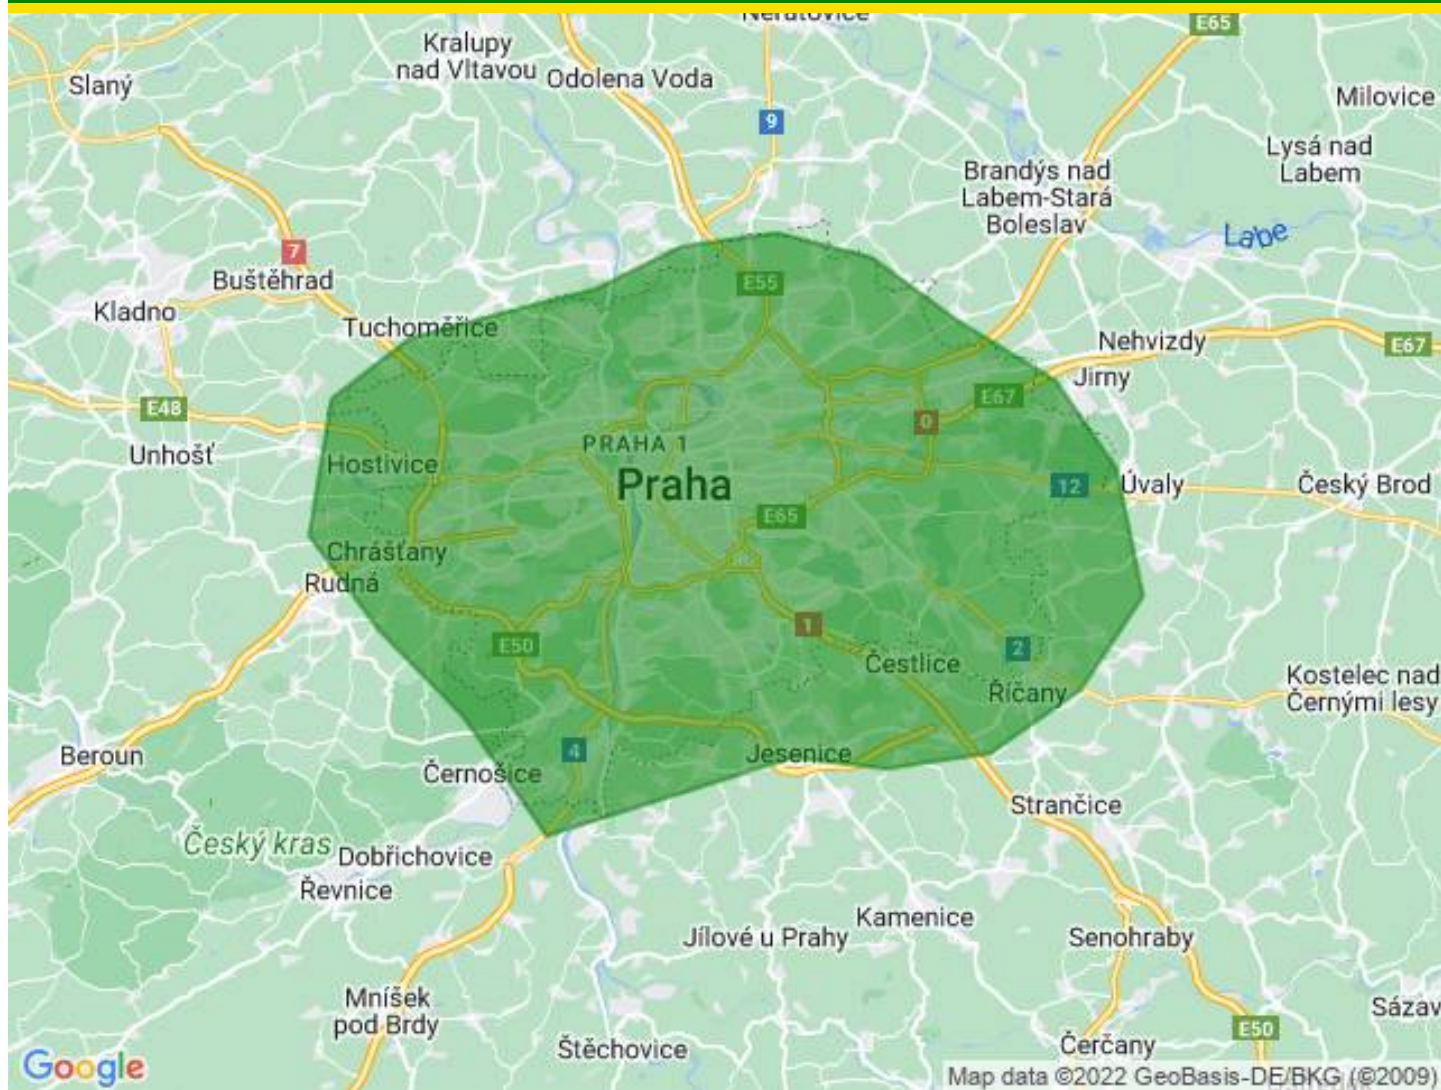 Neratovice
E65
Kralupy
nad Vltavou
Odolena Voda
Slaný
Milovice
9
Lysá nad
Labem
Brandýs nad
Labem-Stará
Boleslav
Labe
7
Buštěhrad
E55
Kladno
Tuchoměřice
Nehvizdy
E67
Jirny
E67
E48
0
PRAHA 1
Unhošť
Hostivice
Praha
12
Úvaly
Český Brod
E65
Chrášťany
Rudná
1
E50
2
Čestlice
Říčany
Kostelec nad
Černými lesy
Beroun
4
Jesenice
Černošice
Strančice
Český kras
Dobřichovice
Řevnice
Kamenice
Jílové u Prahy
Senohraby
Mníšek
pod Brdy
Sázav
E50
Štěchovice
Čerčany
Google
Map data ©2022 GeoBasis-DE/BKG (©2009)